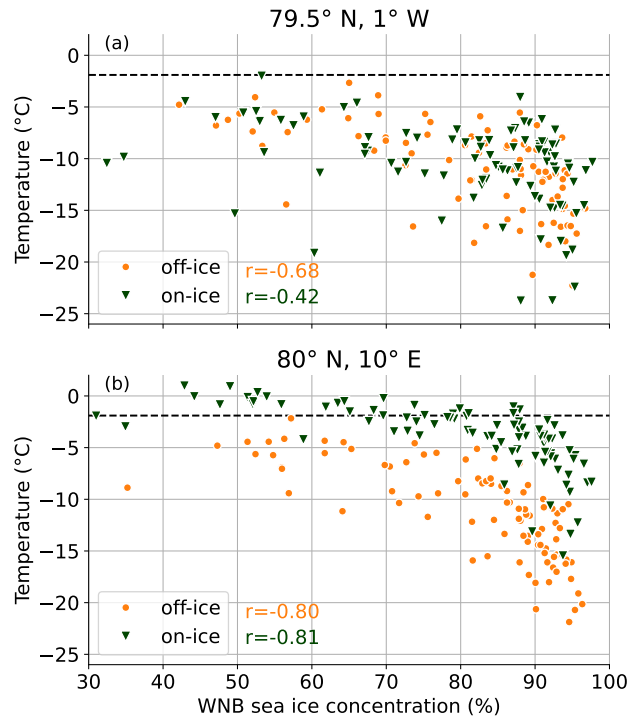 79.5° N, 1° W
(a)
0
−5
−10
−15
−20
−25
Temperature (°C)
off-ice r=-0.68
on-ice r=-0.42
80° N, 10° E
(b)
0
−5
−10
−15
−20
−25
Temperature (°C)
off-ice r=-0.80
on-ice r=-0.81
30 40 50 60 70 80 90 100
WNB sea ice concentration (%)